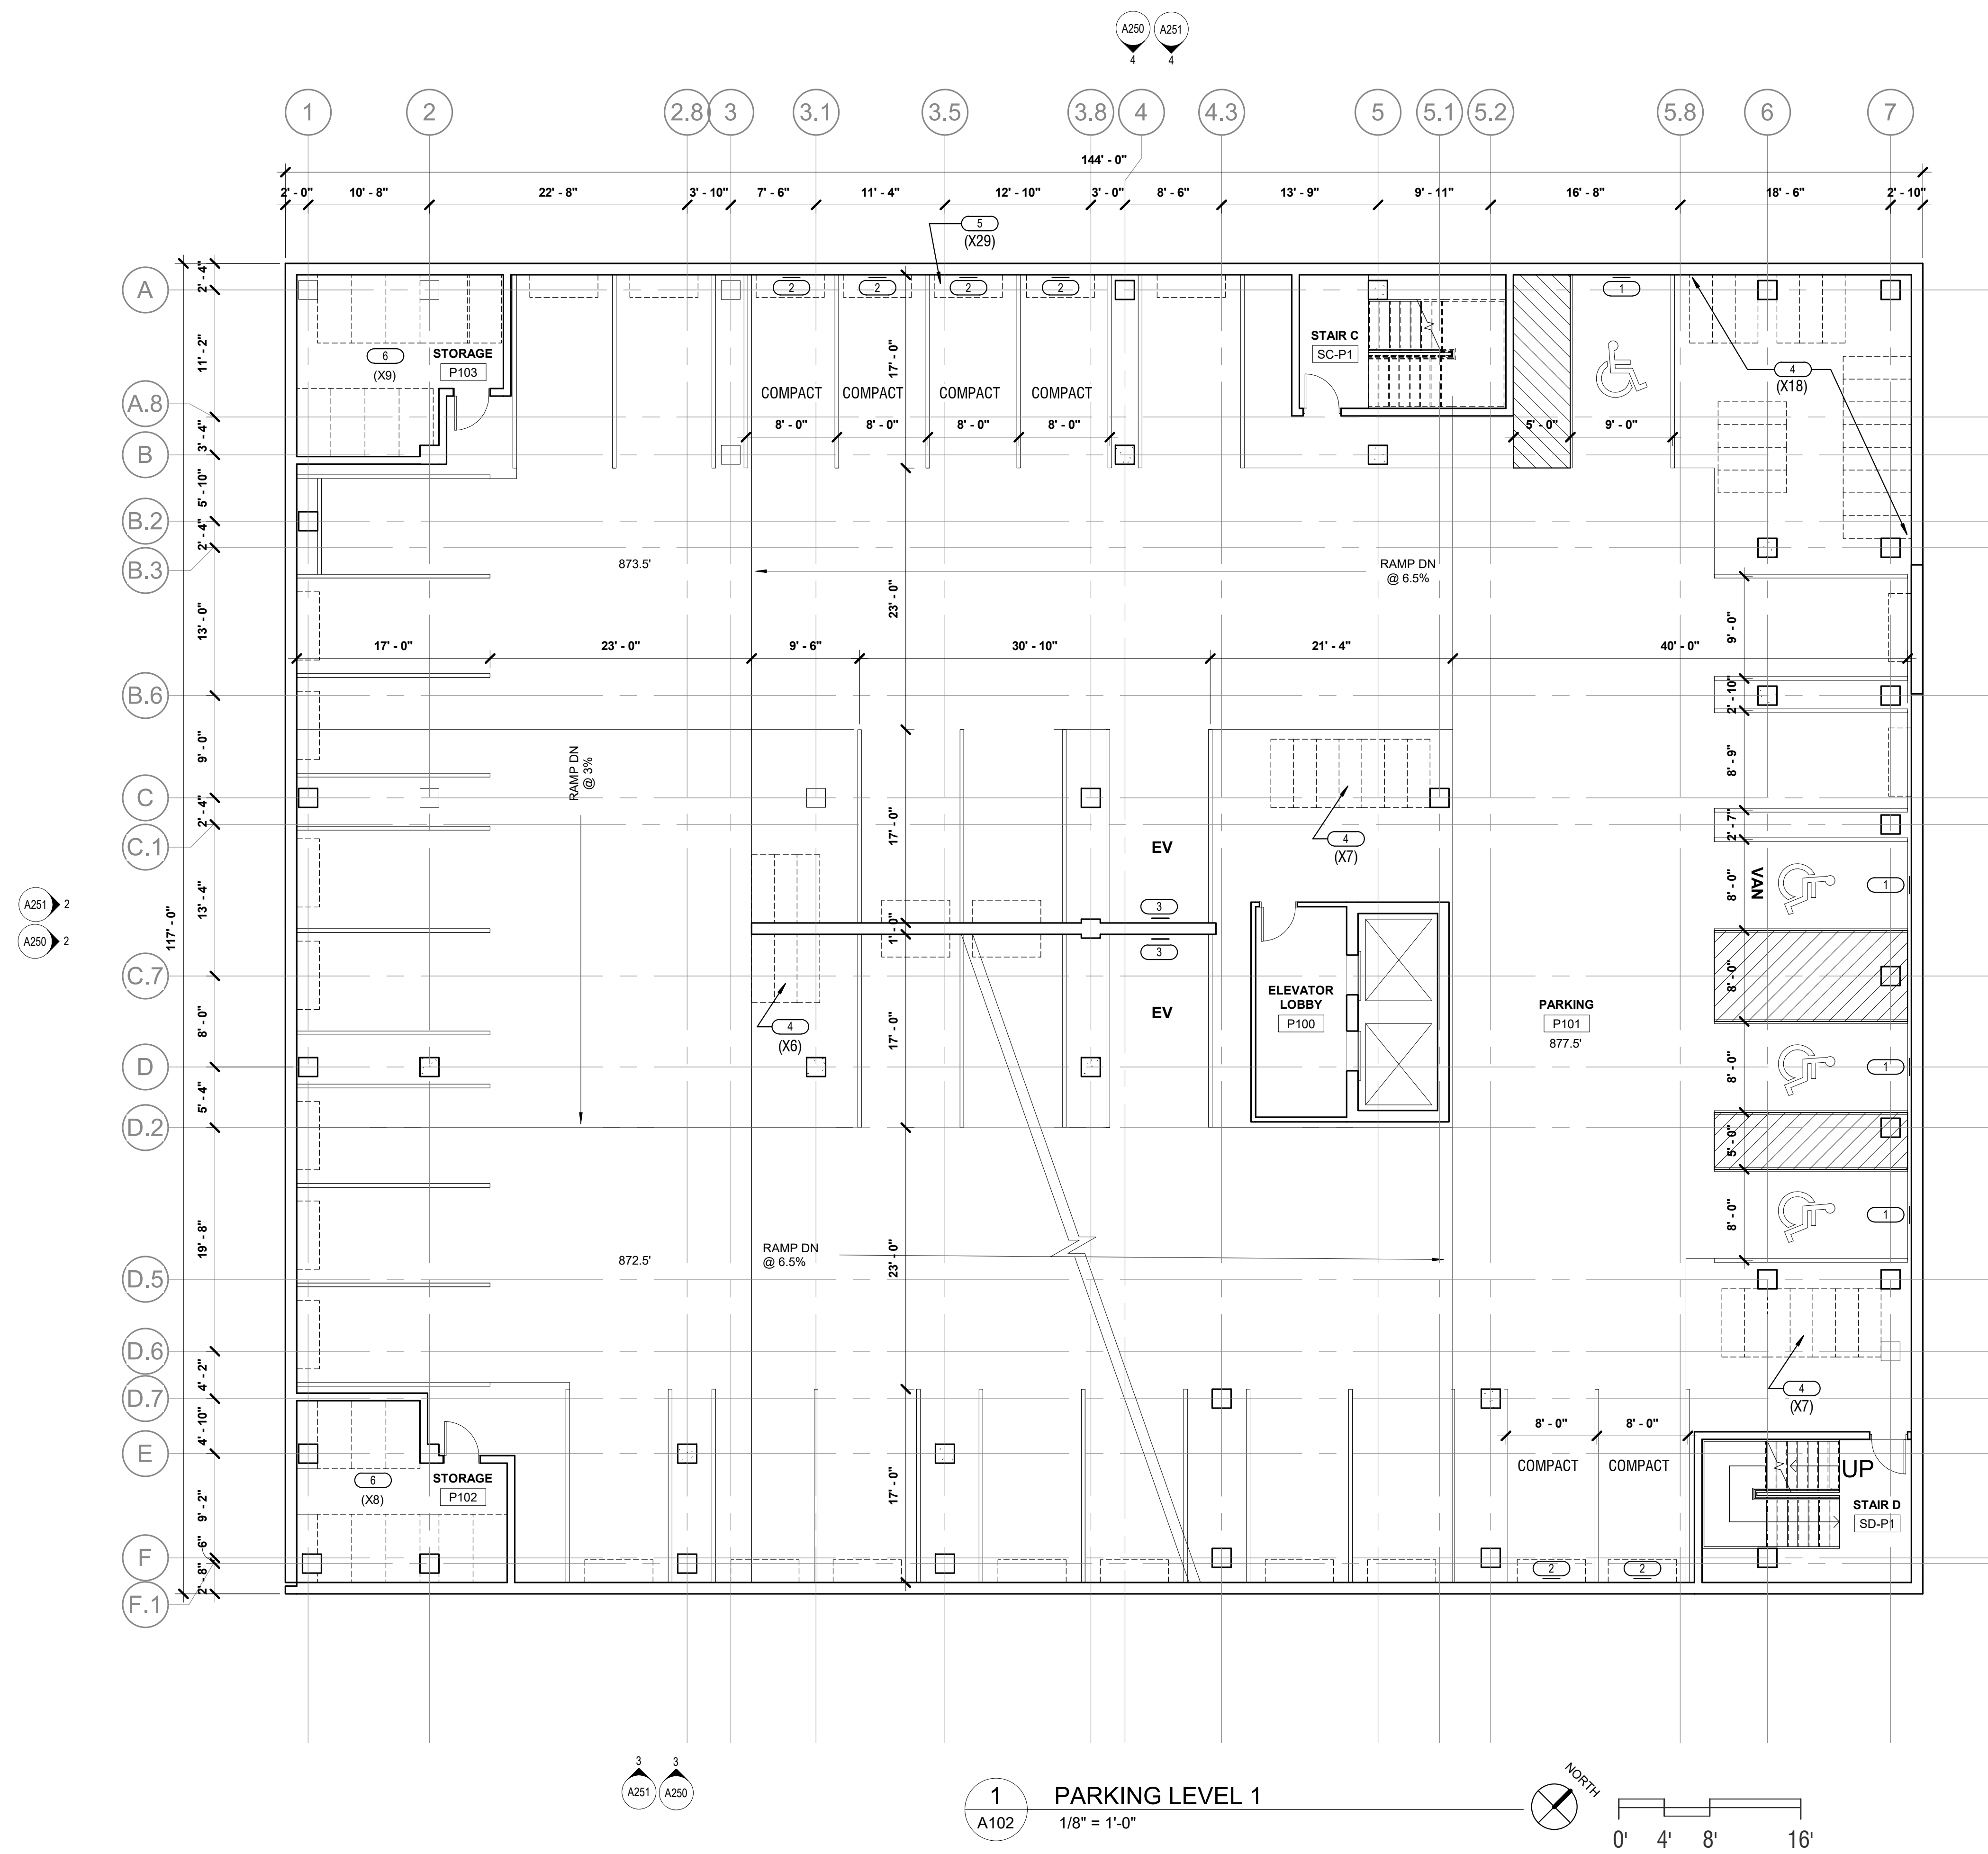 A250 A251
4 4
1 2 2.8 3 3.1 3.5 3.8 4 4.3 5 5.1 5.2 5.8 6 7
144' - 0"
2' - 0" 10' - 8" 22' - 8" 3' - 10" 7' - 6" 11' - 4" 12' - 10" 3' - 0" 8' - 6" 13' - 9" 9' - 11" 16' - 8" 18' - 6" 2' - 10"
5
(X29)
A
2' - 4"
2 2 2 2 1
11' - 2"
17' - 0"
STAIR C
SC-P1
6
(X9)
STORAGE
P103
4
(X18)
COMPACT COMPACT COMPACT COMPACT
A.8
8' - 0" 8' - 0" 8' - 0" 8' - 0" 5' - 0" 9' - 0"
3' - 4"
B
5' - 10"
B.2
2' - 4"
B.3
873.5'
RAMP DN
@ 6.5%
23' - 0"
13' - 0"
9' - 0"
17' - 0" 23' - 0" 9' - 6" 30' - 10" 21' - 4" 40' - 0"
B.6
2' - 10"
9' - 0"
RAMP DN
@ 3%
8' - 9"
C
2' - 4"
C.1
17' - 0"
2' - 7"
4
(X7)
EV
13' - 4"
8' - 0"
VAN
1
A251 2
A250 2
117' - 0"
3
1' - 0"
3
C.7
8' - 0"
ELEVATOR
LOBBY
P100
PARKING
P101
877.5'
EV
4
(X6)
8' - 0"
17' - 0"
D
8' - 0"
1
5' - 4"
D.2
5' - 0"
8' - 0"
1
19' - 8"
872.5'
RAMP DN
@ 6.5%
23' - 0"
D.5
D.6
4' - 2"
4
(X7)
D.7
4' - 10"
8' - 0" 8' - 0"
E
COMPACT COMPACT
UP
6
(X8)
STORAGE
P102
17' - 0"
9' - 2"
STAIR D
SD-P1
F
6"
2' - 8"
2 2
F.1
3 3
A251 A250
1
A102
PARKING LEVEL 1
1/8" = 1'-0"
NORTH
0' 4' 8' 16'